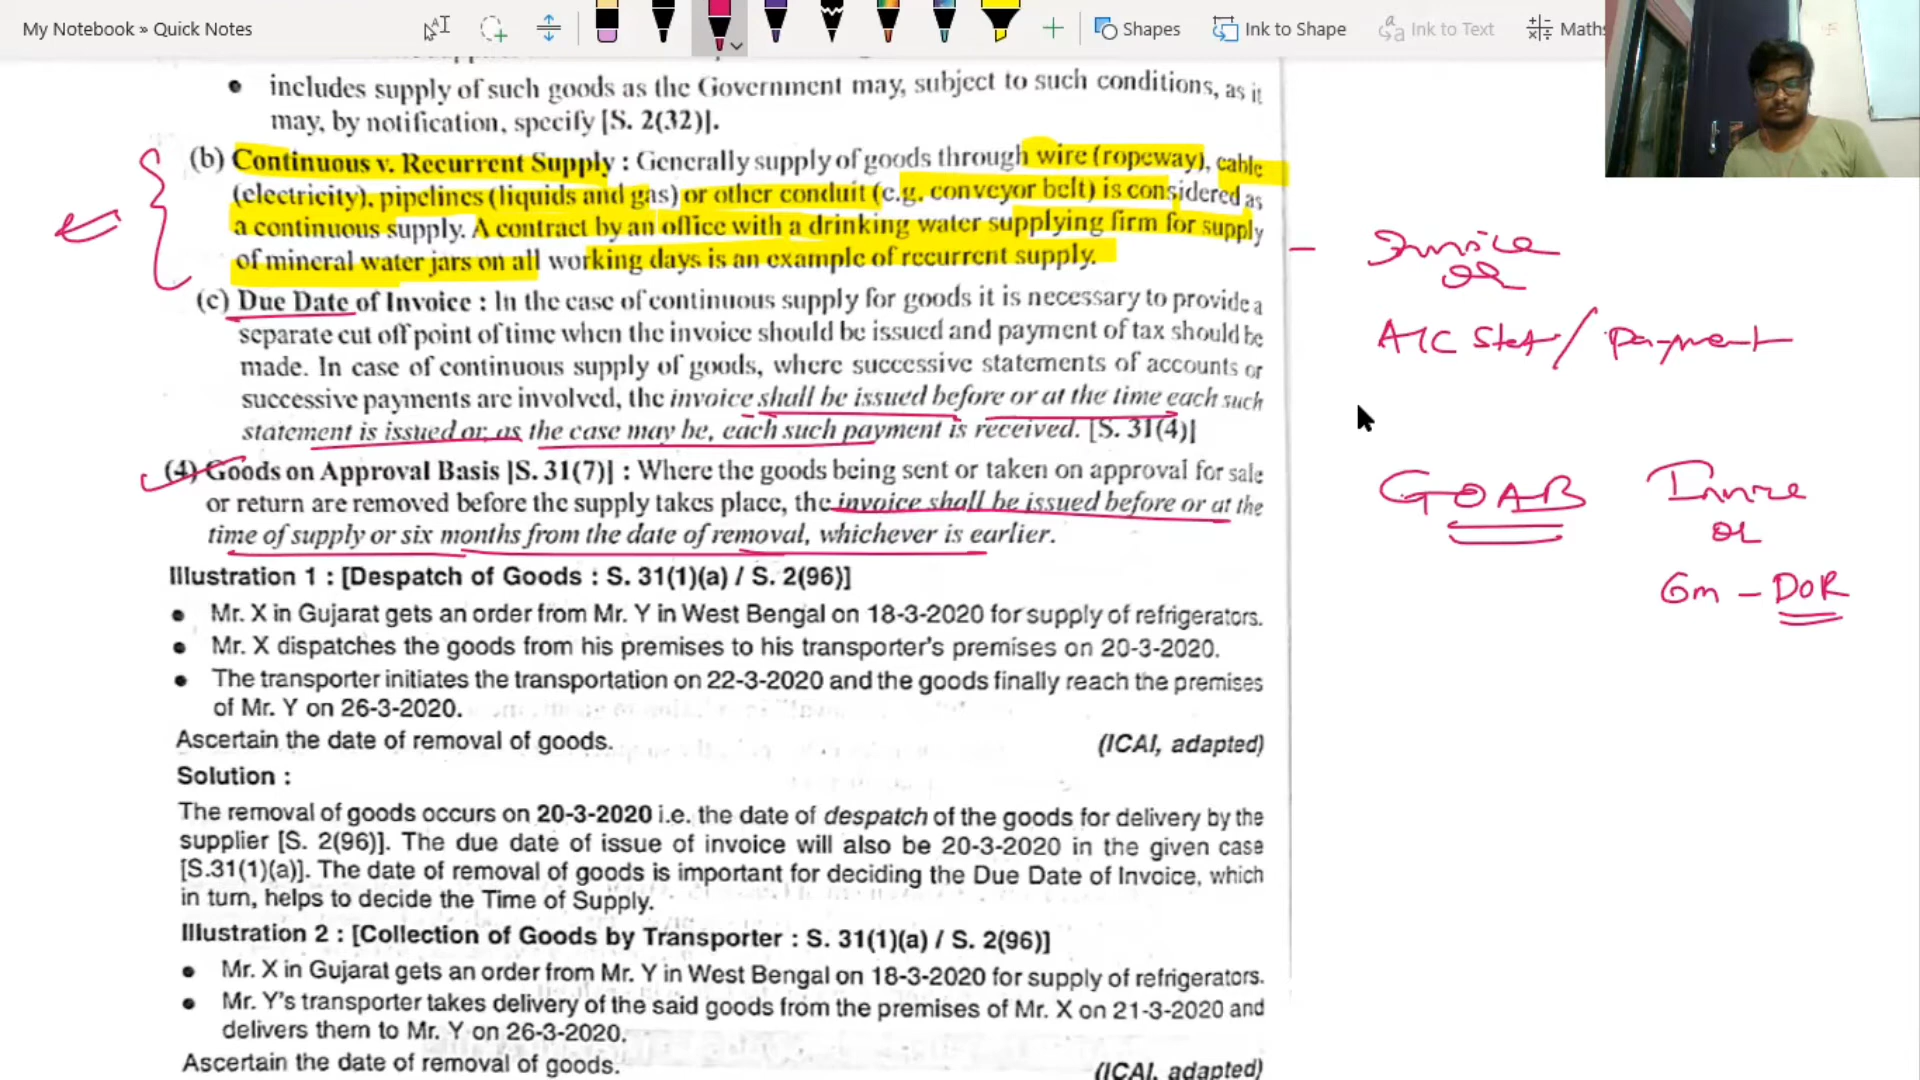 My Notebook » Quick Notes
Shapes
Ink to Shape
Ink to Text
Maths
includes supply of such goods as the Government may, subject to such conditions, as it
may, by notification, specify [S. 2(32)].
(b) Continuous v. Recurrent Supply : Generally supply of goods through wire (ropeway), cable
(electricity), pipelines (liquids and gas) or other conduit (e.g. conveyor belt) is considered as
a continuous supply. A contract by an office with a drinking water supplying firm for supply
of mineral water jars on all working days is an example of recurrent supply.
(c) Due Date of Invoice : In the case of continuous supply for goods it is necessary to provide a
separate cut off point of time when the invoice should be issued and payment of tax should be
made. In case of continuous supply of goods, where successive statements of accounts or
successive payments are involved, the invoice shall be issued before or at the time each such
statement is issued or, as the case may be, each such payment is received. [S. 31(4)]
(4) Goods on Approval Basis [S. 31(7)] : Where the goods being sent or taken on approval for sale
or return are removed before the supply takes place, the invoice shall be issued before or at the
time of supply or six months from the date of removal, whichever is earlier.
Illustration 1 : [Despatch of Goods : S. 31(1)(a) / S. 2(96)]
• Mr. X in Gujarat gets an order from Mr. Y in West Bengal on 18-3-2020 for supply of refrigerators.
• Mr. X dispatches the goods from his premises to his transporter's premises on 20-3-2020.
• The transporter initiates the transportation on 22-3-2020 and the goods finally reach the premises
of Mr. Y on 26-3-2020.
Ascertain the date of removal of goods. (ICAI, adapted)
Solution :
The removal of goods occurs on 20-3-2020 i.e. the date of despatch of the goods for delivery by the
supplier [S. 2(96)]. The due date of issue of invoice will also be 20-3-2020 in the given case
[S.31(1)(a)]. The date of removal of goods is important for deciding the Due Date of Invoice, which
in turn, helps to decide the Time of Supply.
Illustration 2 : [Collection of Goods by Transporter : S. 31(1)(a) / S. 2(96)]
• Mr. X in Gujarat gets an order from Mr. Y in West Bengal on 18-3-2020 for supply of refrigerators.
• Mr. Y's transporter takes delivery of the said goods from the premises of Mr. X on 21-3-2020 and
delivers them to Mr. Y on 26-3-2020.
Ascertain the date of removal of goods. (ICAI, adapted)
– Invoice
or
A/C Stat / Payment
GOAB Invoice
or
6m – DOR